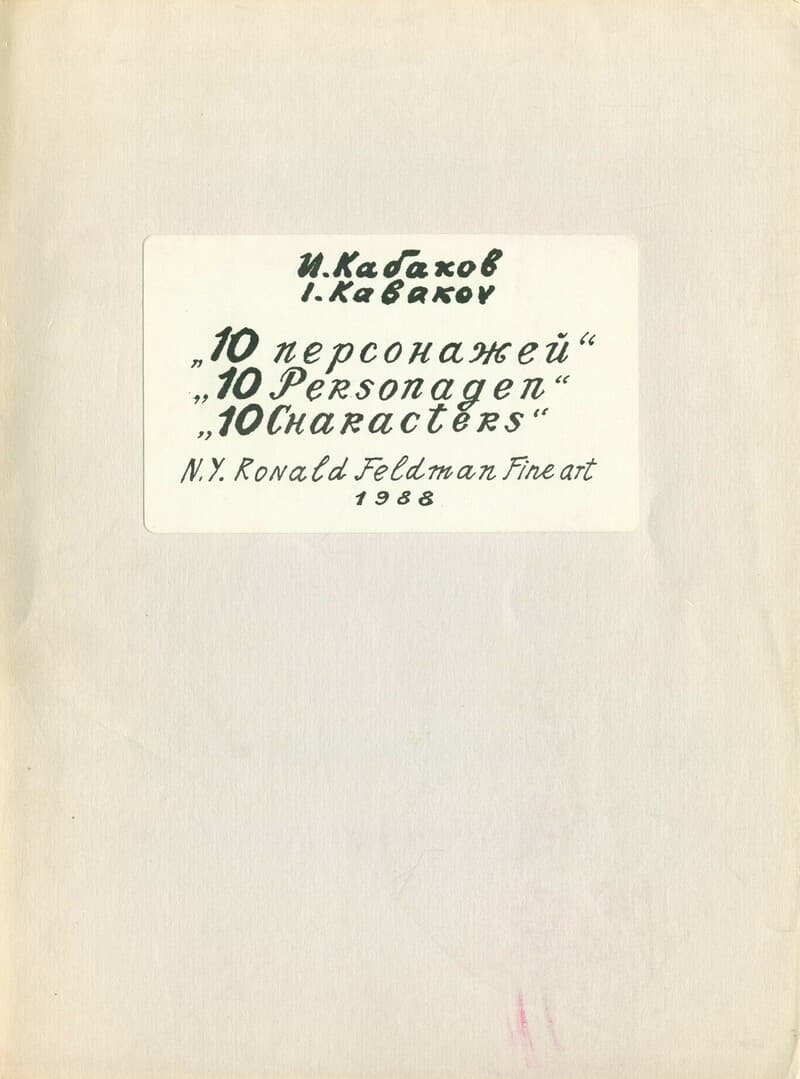 И. Кабаков
I. Kabakov
„10 персонажей“
„10 Personagen“
„10 Characters“
N.Y. Ronald Feldman Fine art
1988